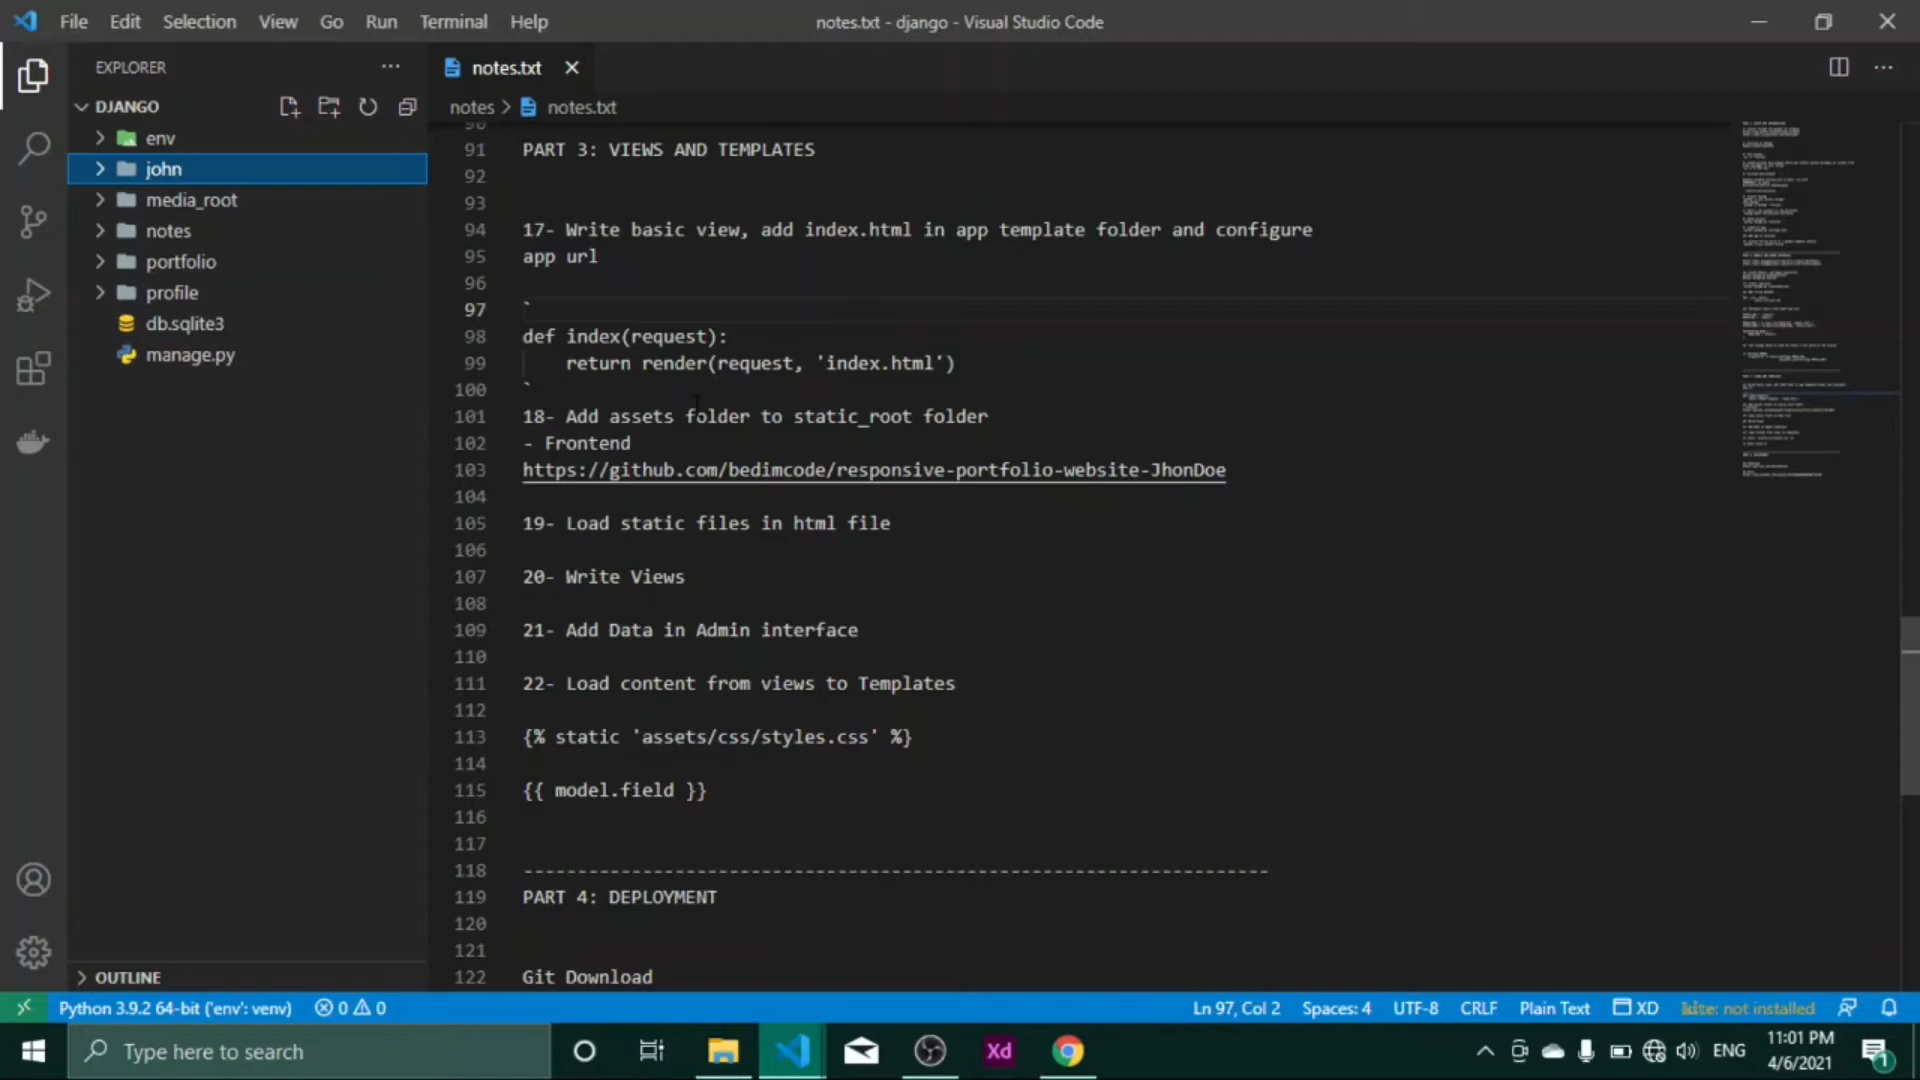 File Edit Selection View Go Run Terminal Help
notes.txt - django - Visual Studio Code
EXPLORER
notes.txt
DJANGO
notes > notes.txt
env
john
media_root
notes
portfolio
profile
db.sqlite3
manage.py
OUTLINE
90
91 PART 3: VIEWS AND TEMPLATES
92
93
94 17- Write basic view, add index.html in app template folder and configure
95 app url
96
97 `
98 def index(request):
99 return render(request, 'index.html')
100 `
101 18- Add assets folder to static_root folder
102 - Frontend
103 https://github.com/bedimcode/responsive-portfolio-website-JhonDoe
104
105 19- Load static files in html file
106
107 20- Write Views
108
109 21- Add Data in Admin interface
110
111 22- Load content from views to Templates
112
113 {% static 'assets/css/styles.css' %}
114
115 {{ model.field }}
116
117
118 ---------------------------------------------------------------------
119 PART 4: DEPLOYMENT
120
121
122 Git Download
Python 3.9.2 64-bit ('env': venv) 0 0
Ln 97, Col 2 Spaces: 4 UTF-8 CRLF Plain Text XD kite: not installed
Type here to search
Xd
ENG
11:01 PM
4/6/2021
1